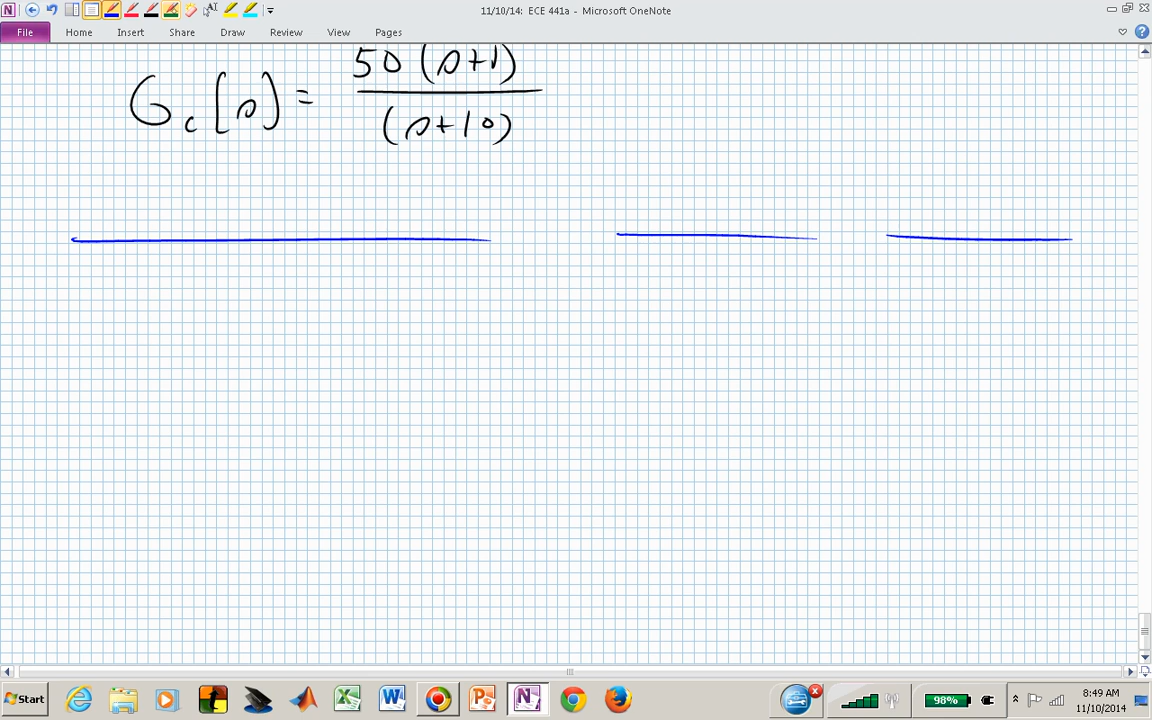 11/10/14: ECE 441a - Microsoft OneNote
File Home Insert Share Draw Review View Pages
50 (s+1)
G_c[s] =
(s+10)
Start
98%
8:49 AM
11/10/2014